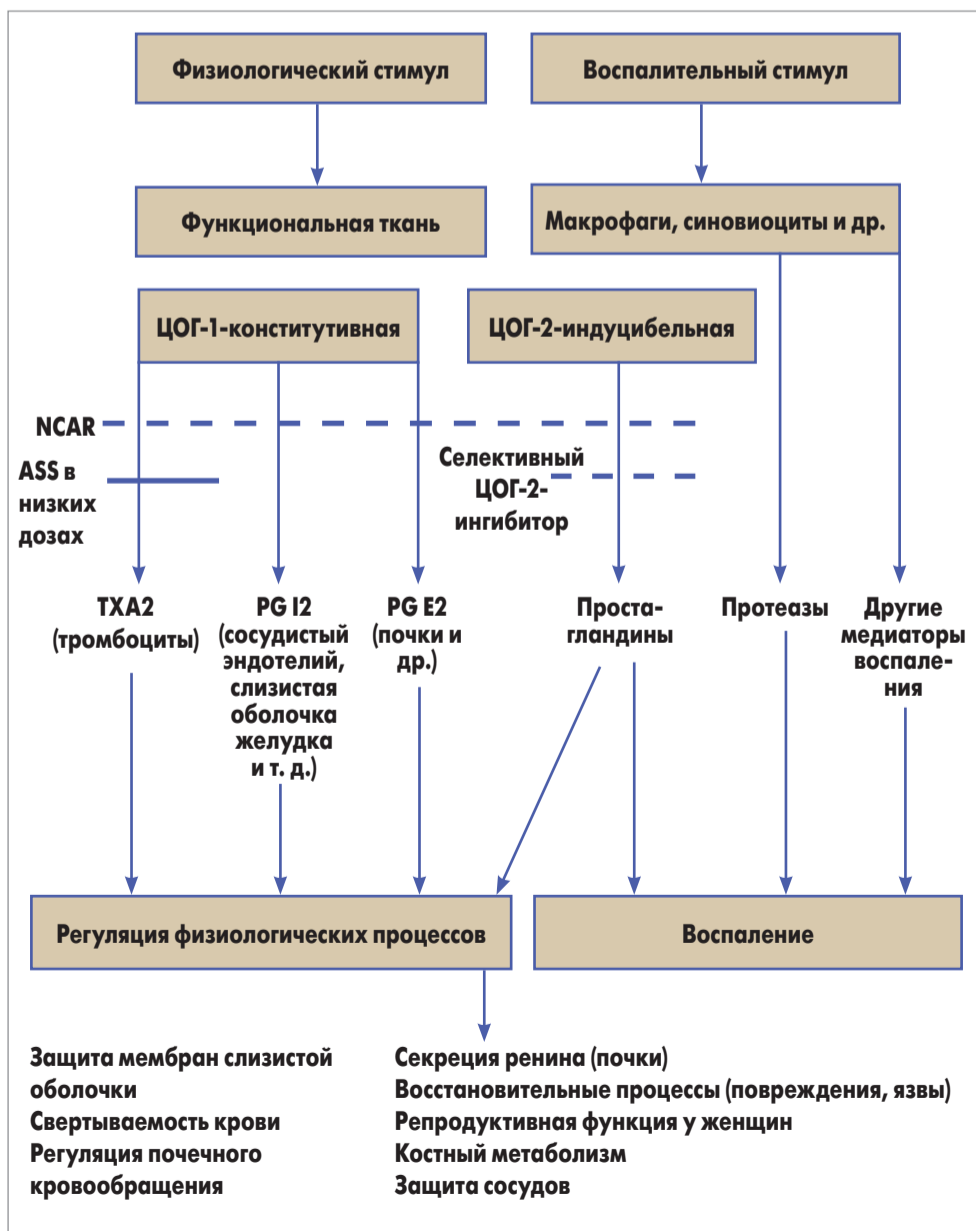 Физиологический стимул
Воспалительный стимул
Функциональная ткань
Макрофаги, синовиоциты и др.
ЦОГ-1-конститутивная
ЦОГ-2-индуцибельная
NCAR
ASS в
низких
дозах
Селективный
ЦОГ-2-
ингибитор
TXA2
(тромбоциты)
PG I2
(сосудистый
эндотелий,
слизистая
оболочка
желудка
и т. д.)
PG E2
(почки и
др.)
Проста-
гландины
Протеазы
Другие
медиаторы
воспале-
ния
Регуляция физиологических процессов
Воспаление
Защита мембран слизистой
оболочки
Свертываемость крови
Регуляция почечного
кровообращения
Секреция ренина (почки)
Восстановительные процессы (повреждения, язвы)
Репродуктивная функция у женщин
Костный метаболизм
Защита сосудов